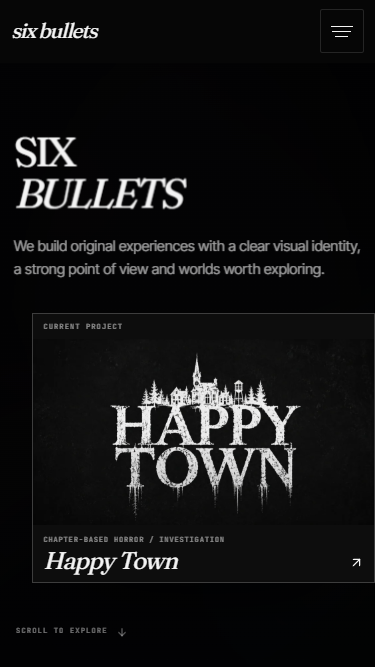 six bullets
SIX
BULLETS
We build original experiences with a clear visual identity,
a strong point of view and worlds worth exploring.
CURRENT PROJECT
HAPPY
TOWN
CHAPTER-BASED HORROR / INVESTIGATION
Happy Town
SCROLL TO EXPLORE